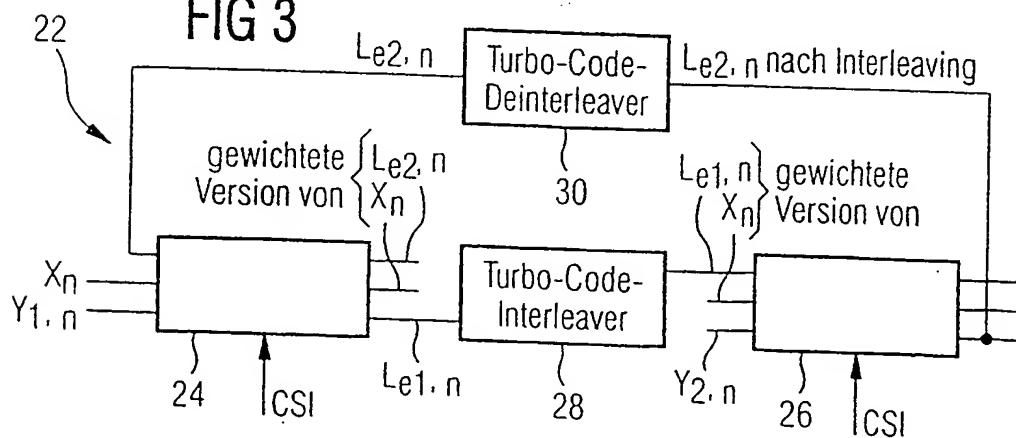 FIG 3
22
Le2, n
Turbo-Code-
Deinterleaver
Le2, n nach Interleaving
30
gewichtete
Version von
Le2, n
Xn
Le1, n
Xn
gewichtete
Version von
Xn
Y1, n
Turbo-Code-
Interleaver
24
CSI
Le1, n
28
Y2, n
26
CSI